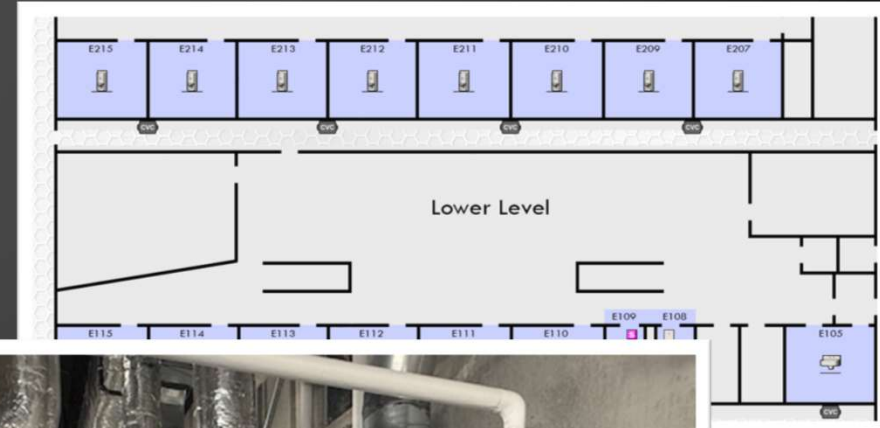 E215 E214 E213 E212 E211 E210 E209 E207
CVC CVC CVC CVC
Lower Level
E109 E108
E115 E114 E113 E112 E111 E110 E105
CVC